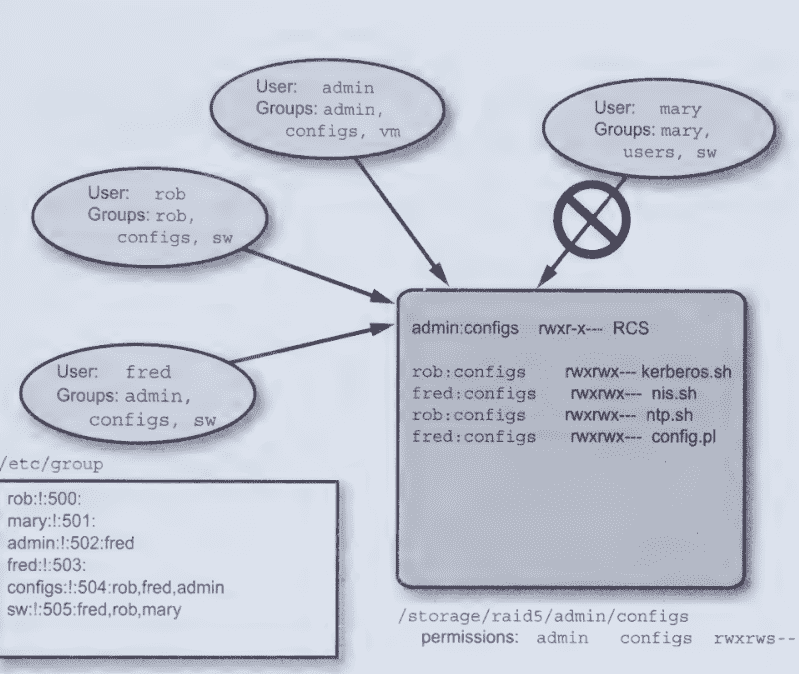 User: admin
Groups: admin,
configs, vm
User: mary
Groups: mary,
users, sw
User: rob
Groups: rob,
configs, sw
User: fred
Groups: admin,
configs, sw
admin:configs rwxr-x--- RCS
rob:configs rwxrwx--- kerberos.sh
fred:configs rwxrwx--- nis.sh
rob:configs rwxrwx--- ntp.sh
fred:configs rwxrwx--- config.pl
/etc/group
rob:!:500:
mary:!:501:
admin:!:502:fred
fred:!:503:
configs:!:504:rob,fred,admin
sw:!:505:fred,rob,mary
/storage/raid5/admin/configs
permissions: admin configs rwxrws--